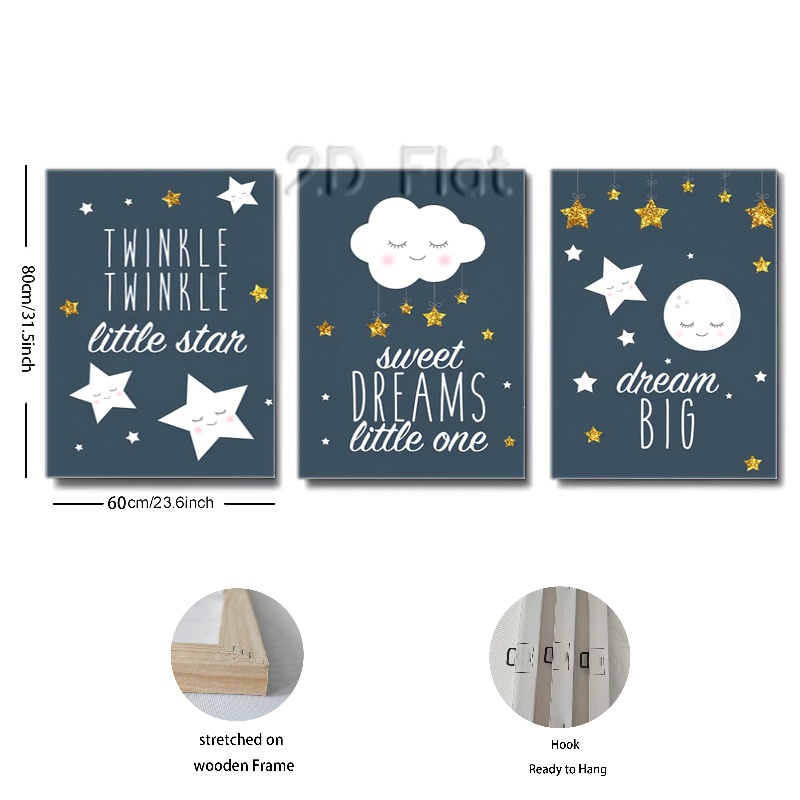 2D Flat
TWINKLE
TWINKLE
little star
sweet
DREAMS
little one
dream
BIG
80cm/31.5inch
60cm/23.6inch
stretched on
wooden Frame
Hook
Ready to Hang